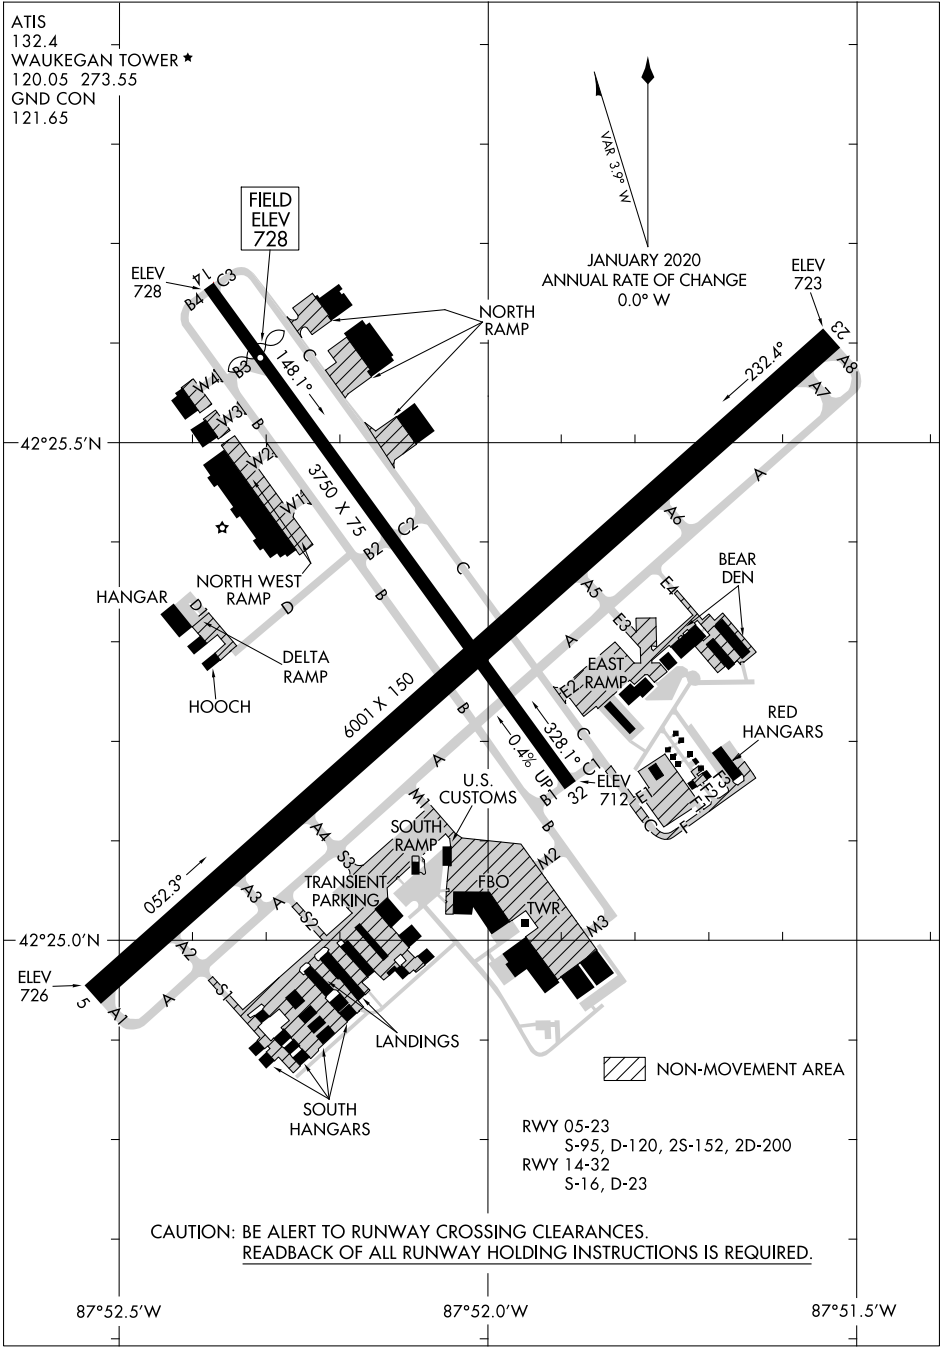 ATIS
132.4
WAUKEGAN TOWER ★
120.05 273.55
GND CON
121.65
VAR 3.9° W
JANUARY 2020
ANNUAL RATE OF CHANGE
0.0° W
FIELD
ELEV
728
ELEV
728
14
C3
B4
ELEV
723
23
A8
A7
NORTH
RAMP
C
B3
148.1°
232.4°
W4
W3
B
W2
W1
42°25.5'N
3750 X 75
C2
B2
A
A6
C
NORTH WEST
RAMP
HANGAR
D1
D
B
BEAR
DEN
A5
E4
E3
A
DELTA
RAMP
HOOCH
EAST
RAMP
E2
6001 X 150
B
RED
HANGARS
328.1°
C
0.4% UP
C1
A
U.S.
CUSTOMS
M1
B1
32
ELEV
712
E1
F3
F2
F1
F
C
SOUTH
RAMP
A4
S3
B
M2
052.3°
TRANSIENT
PARKING
FBO
TWR
A3
A
S2
M3
42°25.0'N
A2
ELEV
726
5
A1
A
S1
LANDINGS
SOUTH
HANGARS
NON-MOVEMENT AREA
RWY 05-23
S-95, D-120, 2S-152, 2D-200
RWY 14-32
S-16, D-23
CAUTION: BE ALERT TO RUNWAY CROSSING CLEARANCES.
READBACK OF ALL RUNWAY HOLDING INSTRUCTIONS IS REQUIRED.
87°52.5'W
87°52.0'W
87°51.5'W